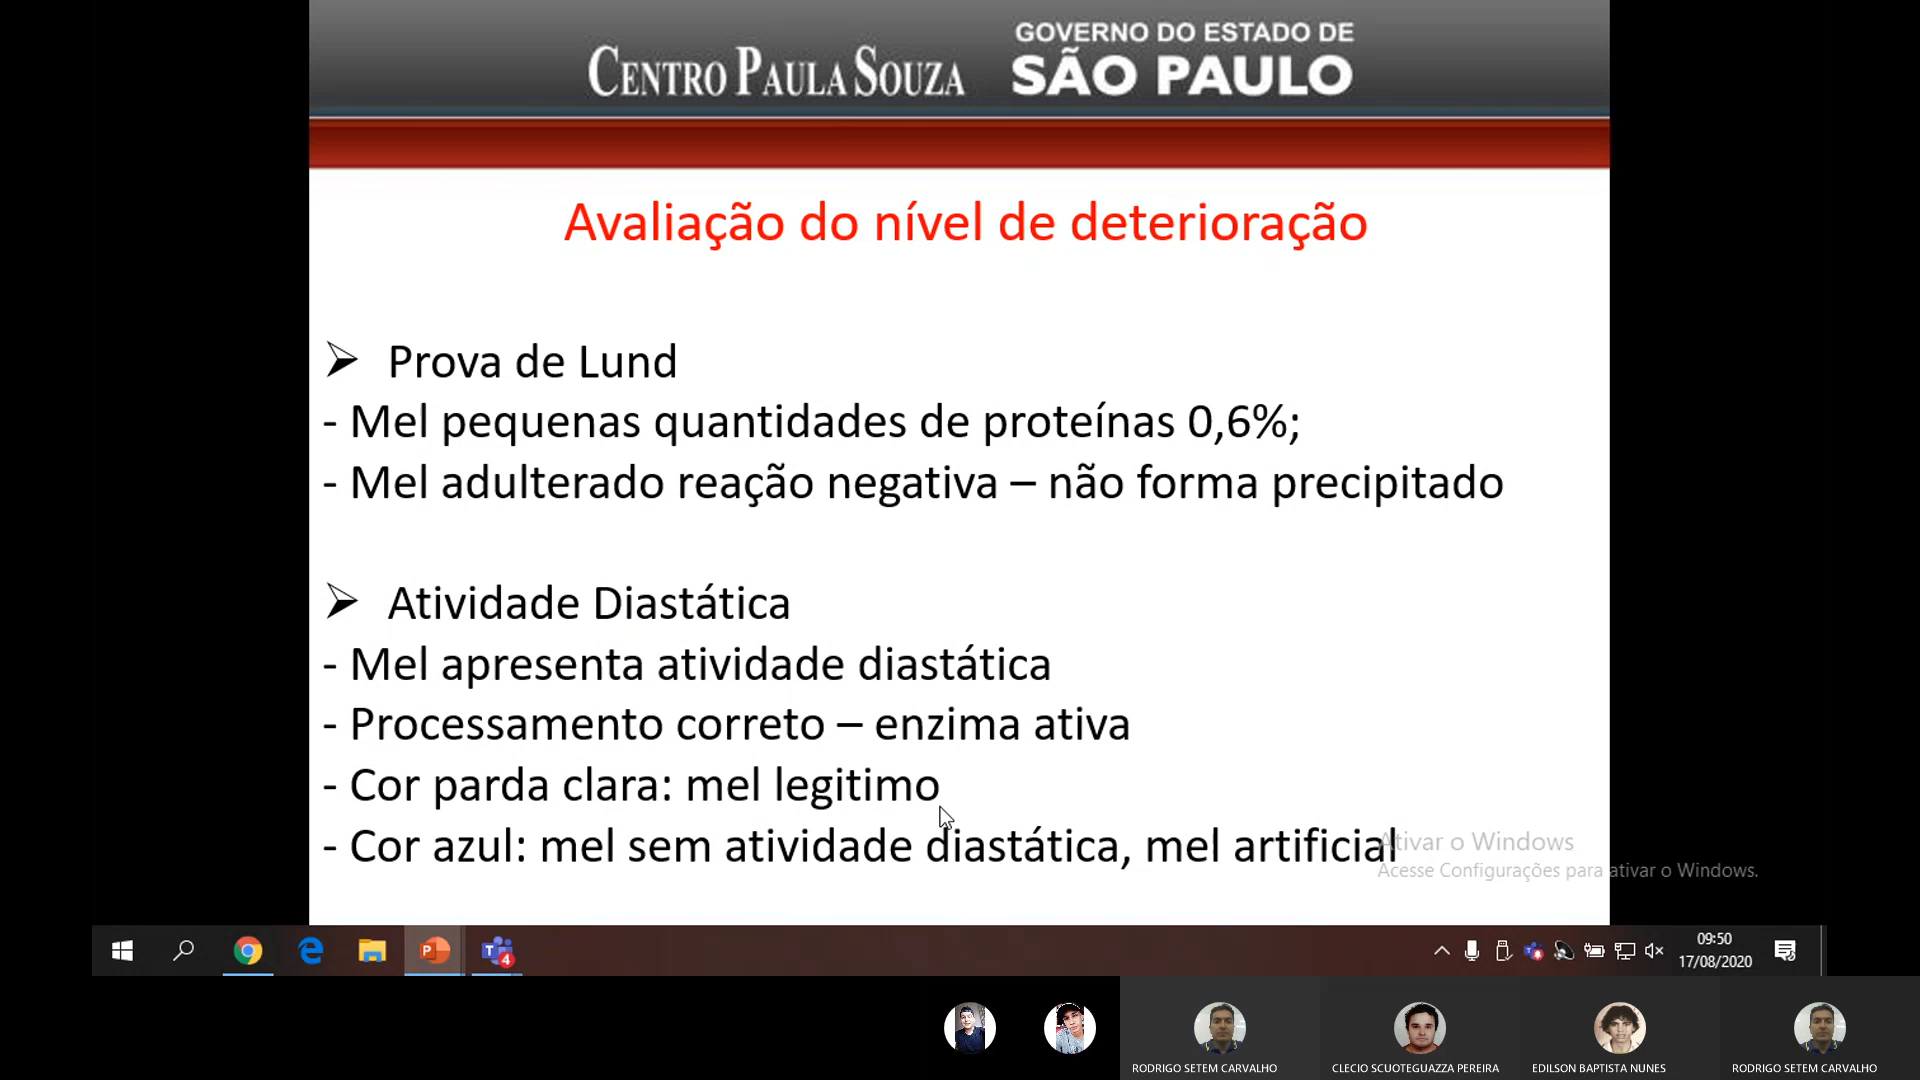 CENTRO PAULA SOUZA
GOVERNO DO ESTADO DE
SÃO PAULO
Avaliação do nível de deterioração
➢ Prova de Lund
- Mel pequenas quantidades de proteínas 0,6%;
- Mel adulterado reação negativa – não forma precipitado
➢ Atividade Diastática
- Mel apresenta atividade diastática
- Processamento correto – enzima ativa
- Cor parda clara: mel legitimo
- Cor azul: mel sem atividade diastática, mel artificial
Ativar o Windows
Acesse Configurações para ativar o Windows.
09:50
17/08/2020
4
RODRIGO SETEM CARVALHO
CLECIO SCUOTEGUAZZA PEREIRA
EDILSON BAPTISTA NUNES
RODRIGO SETEM CARVALHO